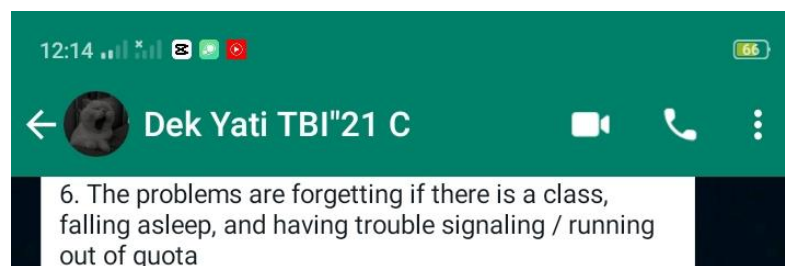 12:14
66
Dek Yati TBI"21 C
6. The problems are forgetting if there is a class,
falling asleep, and having trouble signaling / running
out of quota